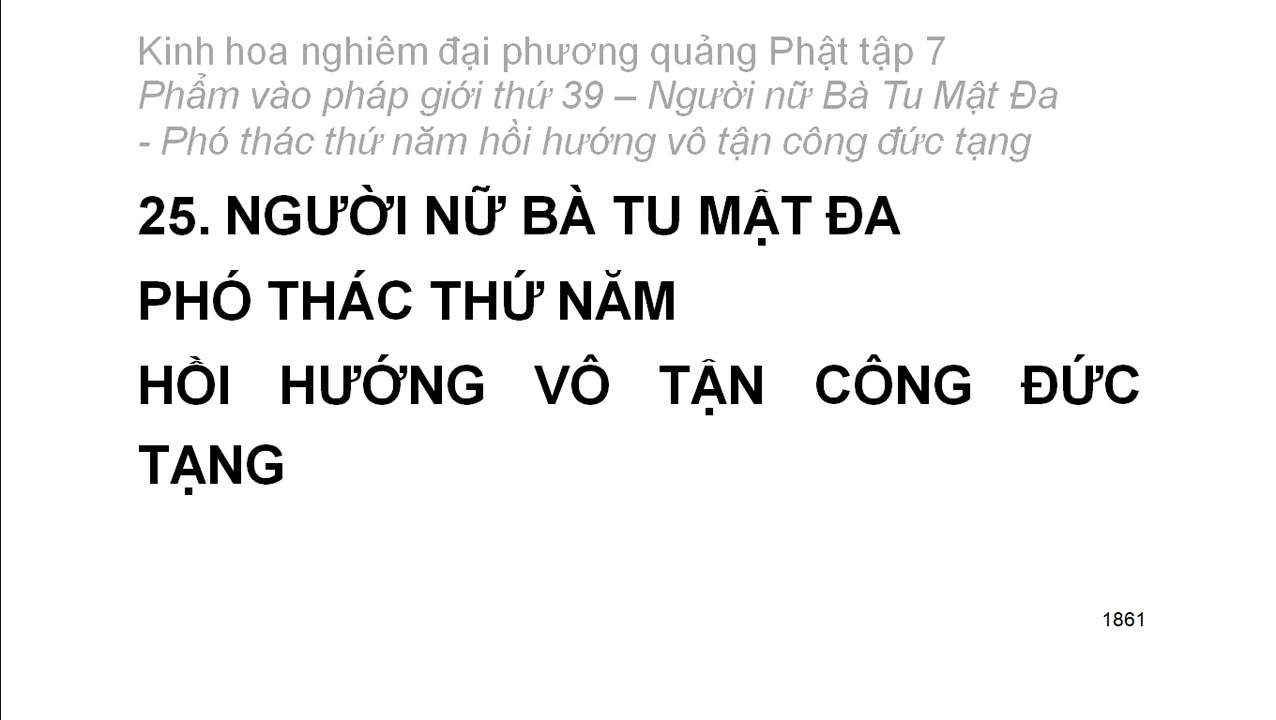 Kinh hoa nghiêm đại phương quảng Phật tập 7
Phẩm vào pháp giới thứ 39 – Người nữ Bà Tu Mật Đa
- Phó thác thứ năm hồi hướng vô tận công đức tạng
25. NGƯỜI NỮ BÀ TU MẬT ĐA
PHÓ THÁC THỨ NĂM
HỒI HƯỚNG VÔ TẬN CÔNG ĐỨC
TẠNG
1861